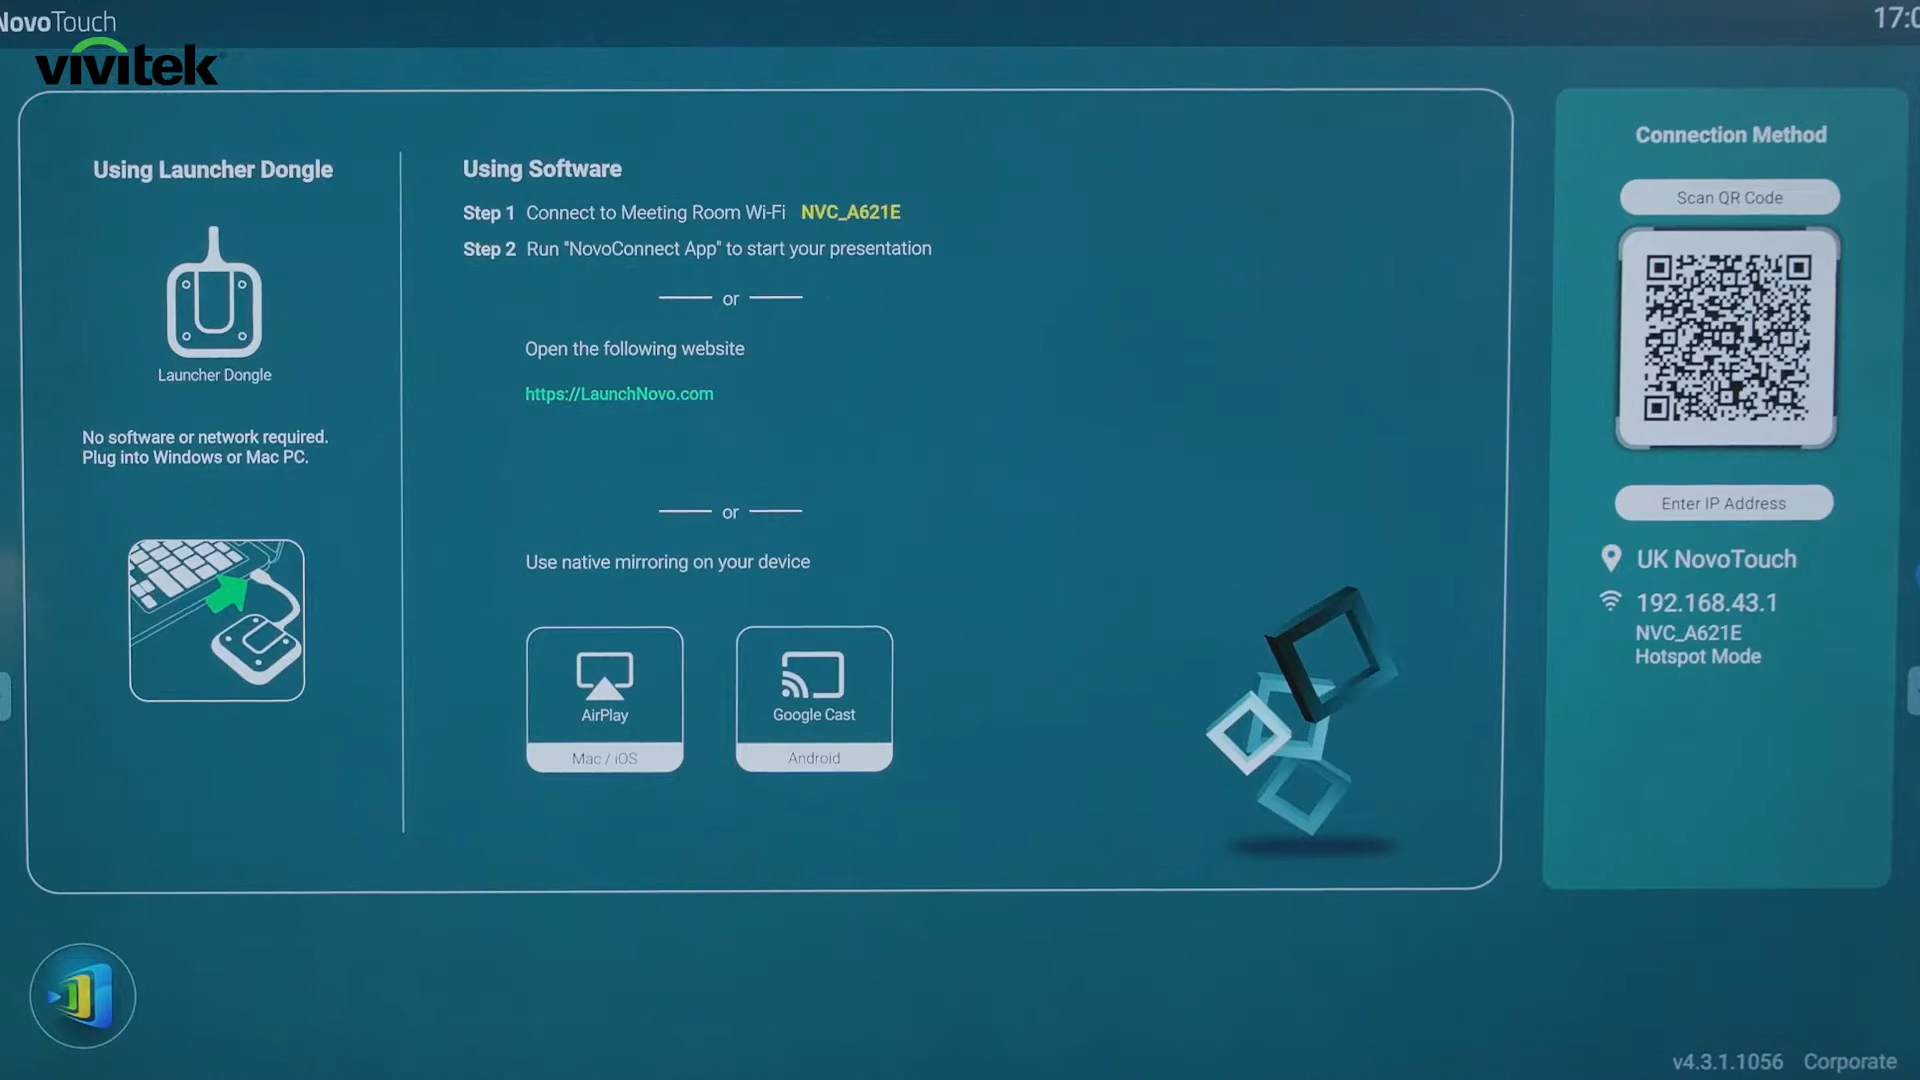 NovoTouch
17:0
vivitek
Using Launcher Dongle
Launcher Dongle
No software or network required.
Plug into Windows or Mac PC.
Using Software
Step 1 Connect to Meeting Room Wi-Fi NVC_A621E
Step 2 Run "NovoConnect App" to start your presentation
or
Open the following website
https://LaunchNovo.com
or
Use native mirroring on your device
AirPlay
Mac / iOS
Google Cast
Android
Connection Method
Scan QR Code
Enter IP Address
UK NovoTouch
192.168.43.1
NVC_A621E
Hotspot Mode
v4.3.1.1056 Corporate